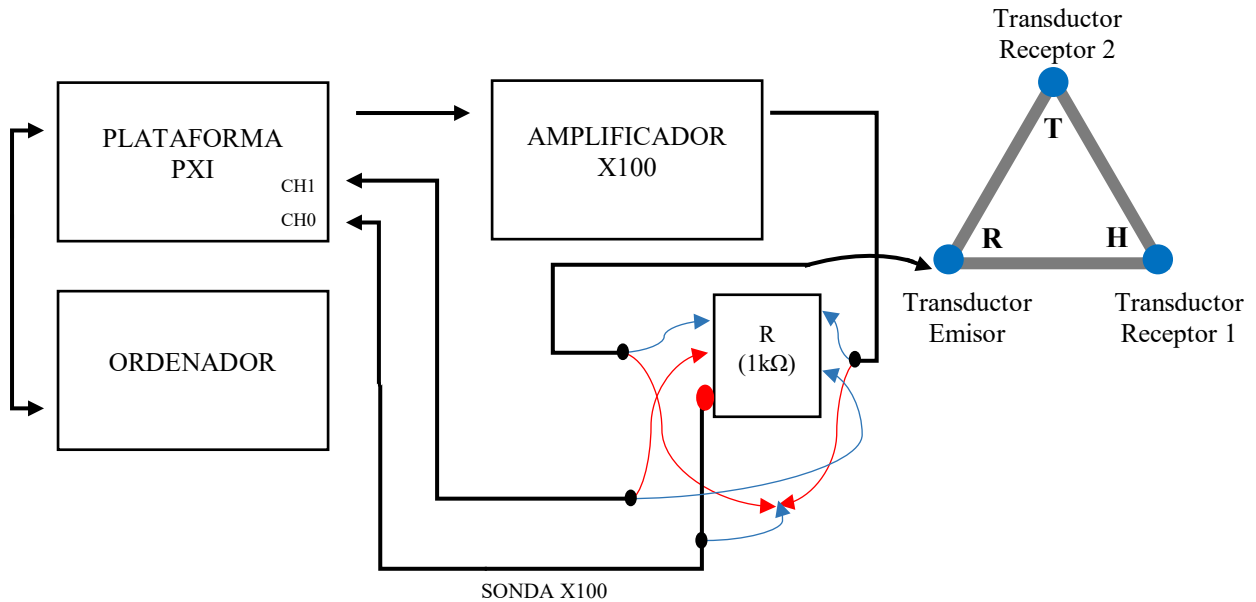 Transductor
Receptor 2
PLATAFORMA
PXI
CH1
CH0
AMPLIFICADOR
X100
T
R
H
Transductor
Emisor
Transductor
Receptor 1
ORDENADOR
R
(1kΩ)
SONDA X100